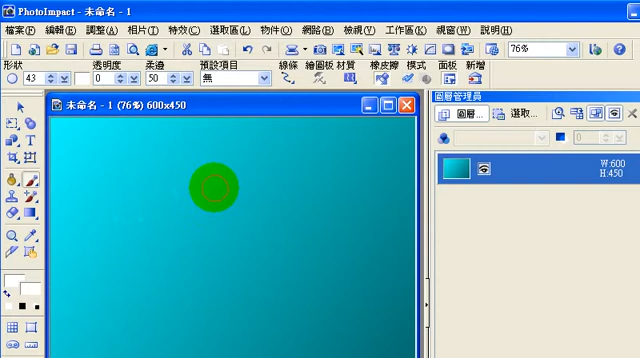 PhotoImpact - 未命名 - 1
檔案(F) 編輯(E) 調整(A) 相片(T) 特效(C) 選取區(L) 物件(O) 網路(B) 檢視(V) 工作區(K) 視窗(W) 說明(H)
76%
形狀 透明度 柔邊 預設項目 線條 繪圖板 材質 橡皮擦 模式 面板 新增
43 0 50 無
未命名 - 1 (76%) 600x450
圖層管理員
圖層... 選取...
0
W:600
H:450